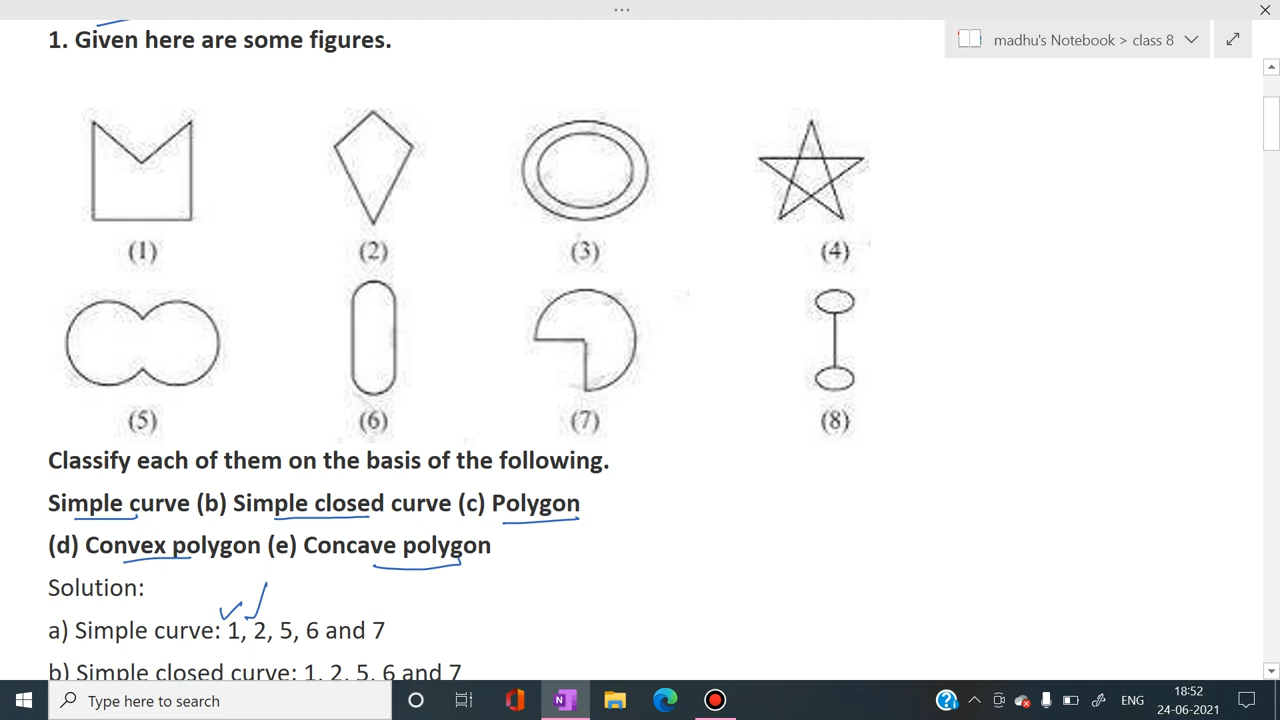 1. Given here are some figures.
madhu's Notebook > class 8
(1) (2) (3) (4)
(5) (6) (7) (8)
Classify each of them on the basis of the following.
Simple curve (b) Simple closed curve (c) Polygon
(d) Convex polygon (e) Concave polygon
Solution:
a) Simple curve: 1, 2, 5, 6 and 7
b) Simple closed curve: 1, 2, 5, 6 and 7
Type here to search
ENG
18:52
24-06-2021